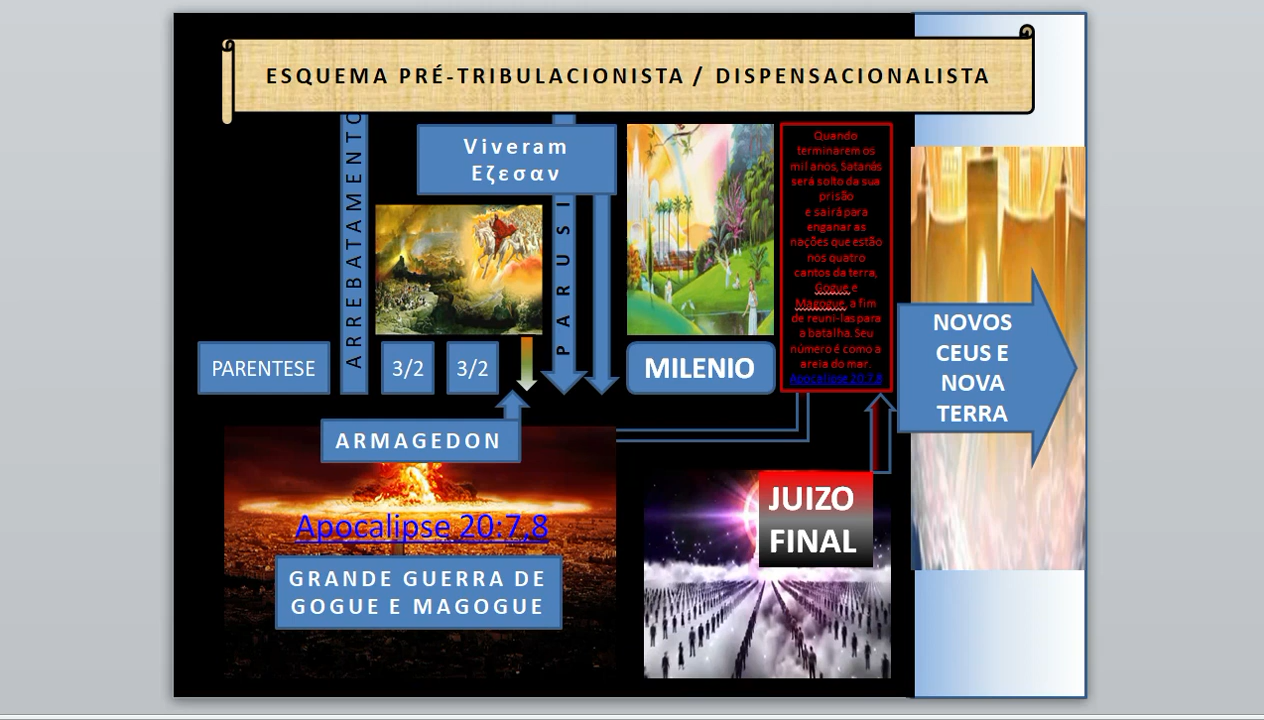 ESQUEMA PRÉ-TRIBULACIONISTA / DISPENSACIONALISTA
PARENTESE
ARREBATAMENTO
3/2
3/2
Viveram
Εζεσαν
PARUSI
MILENIO
Quando
terminarem os
mil anos, Satanás
será solto da sua
prisão
e sairá para
enganar as
nações que estão
nos quatro
cantos da terra,
Gogue e
Magogue, a fim
de reuni-las para
a batalha. Seu
número é como a
areia do mar.
Apocalipse 20:7,8
NOVOS
CEUS E
NOVA
TERRA
ARMAGEDON
Apocalipse 20:7,8
GRANDE GUERRA DE
GOGUE E MAGOGUE
JUIZO
FINAL